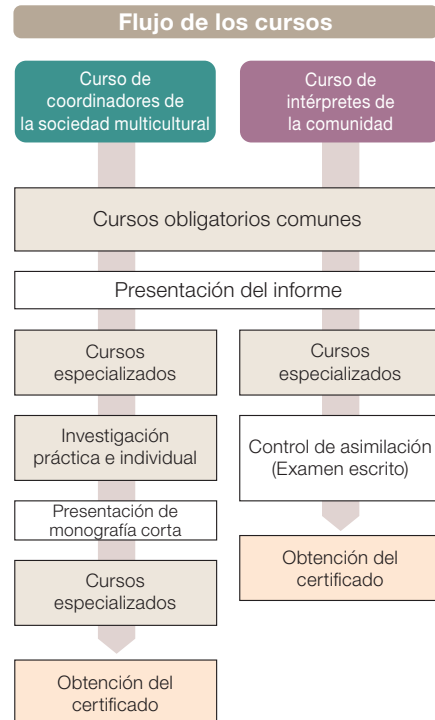 Flujo de los cursos
Curso de
coordinadores de
la sociedad multicultural
Curso de
intérpretes de
la comunidad
Cursos obligatorios comunes
Presentación del informe
Cursos
especializados
Cursos
especializados
Investigación
práctica e individual
Control de asimilación
(Examen escrito)
Presentación de
monografía corta
Obtención del
certificado
Cursos
especializados
Obtención del
certificado